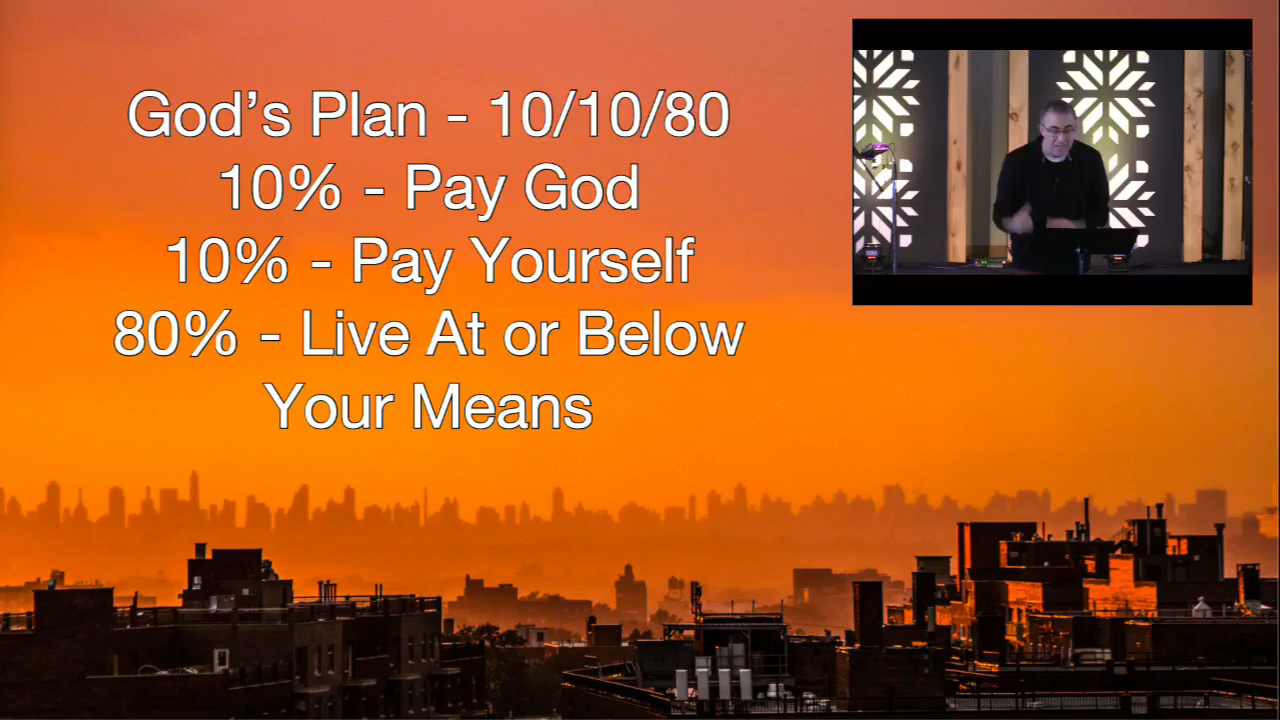 God’s Plan - 10/10/80
10% - Pay God
10% - Pay Yourself
80% - Live At or Below
Your Means